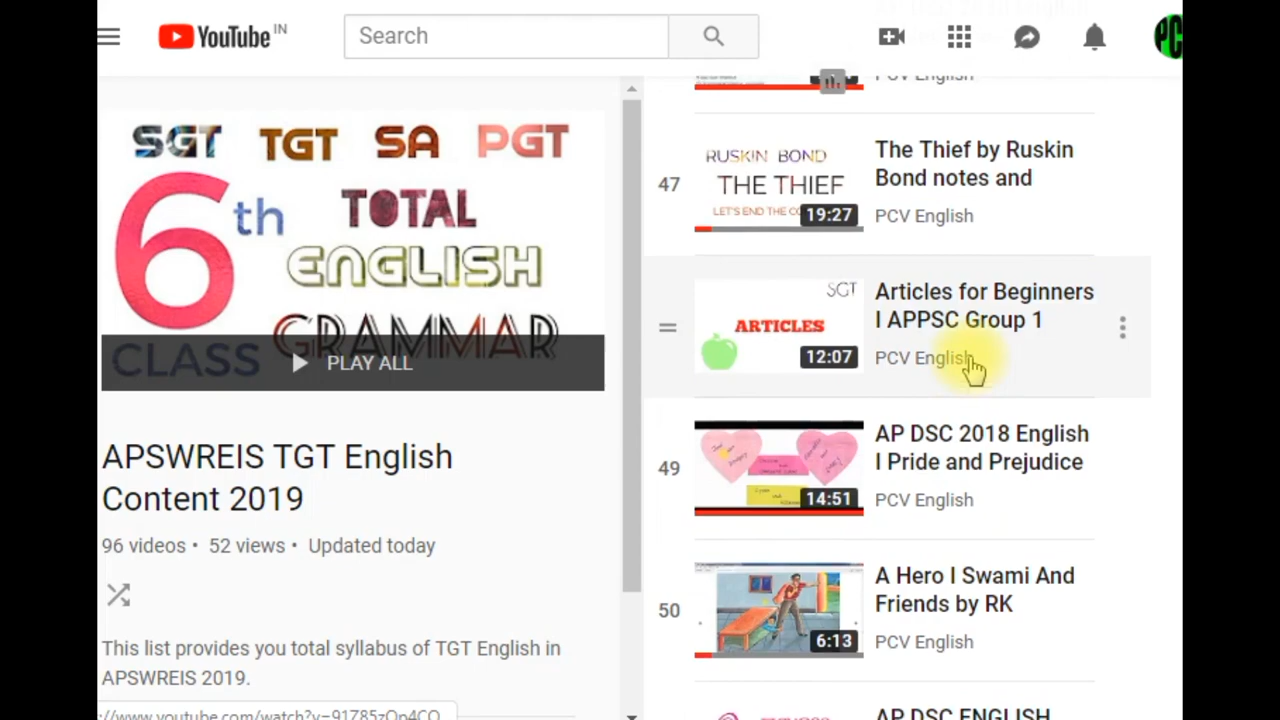 YouTube IN
Search
PC
SGT TGT SA PGT
6th TOTAL
ENGLISH
GRAMMAR
CLASS
PLAY ALL
APSWREIS TGT English
Content 2019
96 videos • 52 views • Updated today
This list provides you total syllabus of TGT English in
APSWREIS 2019.
PCV English
47
RUSKIN BOND
THE THIEF
19:27
The Thief by Ruskin
Bond notes and
PCV English
SGT
ARTICLES
12:07
Articles for Beginners
I APPSC Group 1
PCV English
49
14:51
AP DSC 2018 English
I Pride and Prejudice
PCV English
50
6:13
A Hero I Swami And
Friends by RK
PCV English
AP DSC ENGLISH